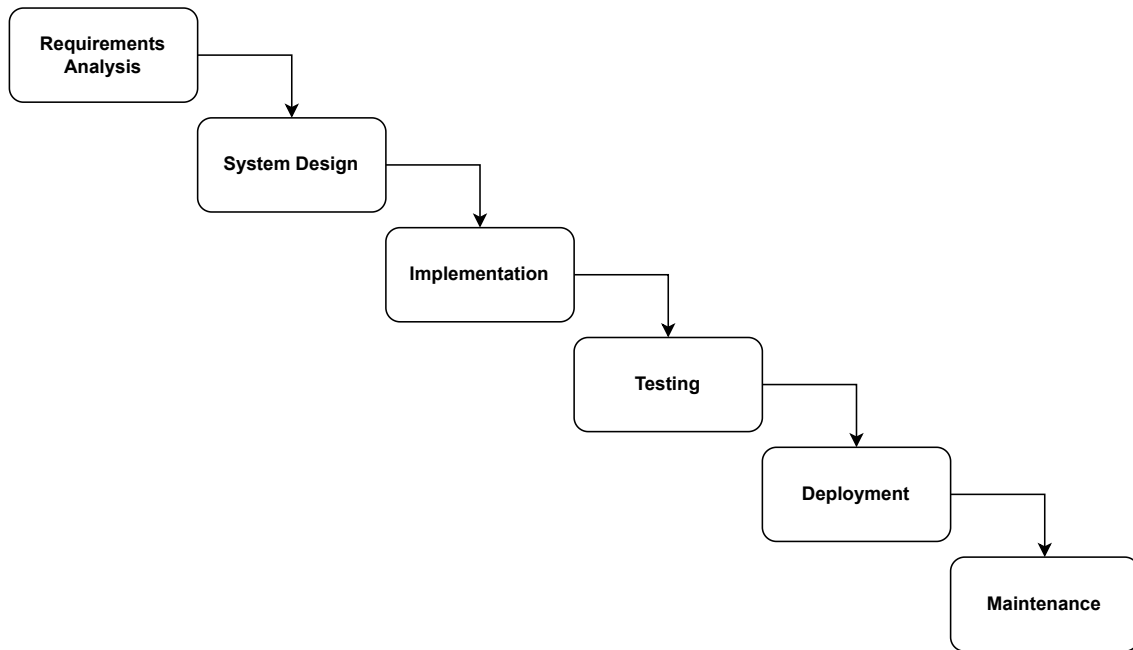 Requirements
Analysis
System Design
Implementation
Testing
Deployment
Maintenance